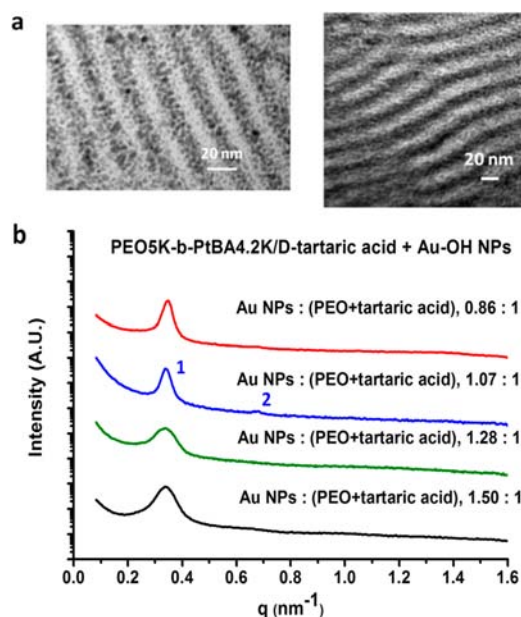 a
20 nm
20 nm
b
PEO5K-b-PtBA4.2K/D-tartaric acid + Au-OH NPs
Au NPs : (PEO+tartaric acid), 0.86 : 1
Au NPs : (PEO+tartaric acid), 1.07 : 1
1
2
Au NPs : (PEO+tartaric acid), 1.28 : 1
Au NPs : (PEO+tartaric acid), 1.50 : 1
Intensity (A.U.)
0.0 0.2 0.4 0.6 0.8 1.0 1.2 1.4 1.6
q (nm⁻¹)